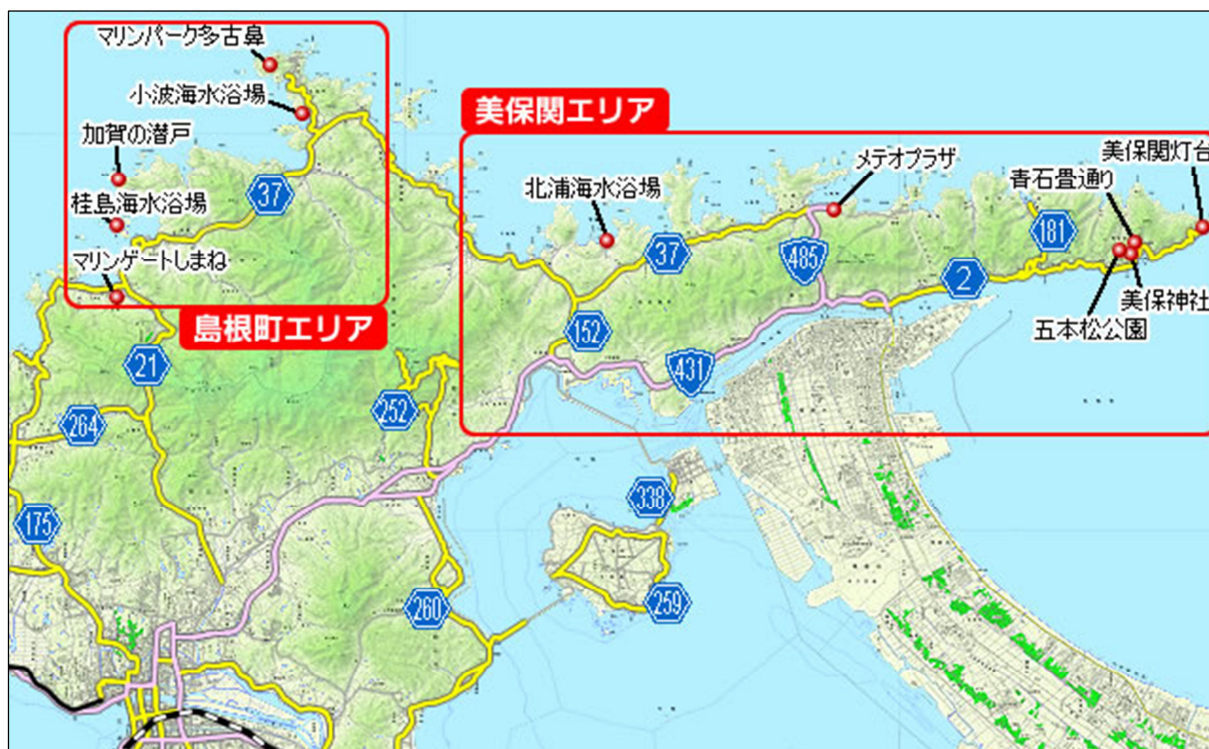 マリンパーク多古鼻
小波海水浴場
加賀の潜戸
桂島海水浴場
マリンゲートしまね
島根町エリア
37
美保関エリア
北浦海水浴場
メテオプラザ
美保関灯台
青石畳通り
美保神社
五本松公園
37
485
181
2
152
431
21
264
252
175
338
260
259